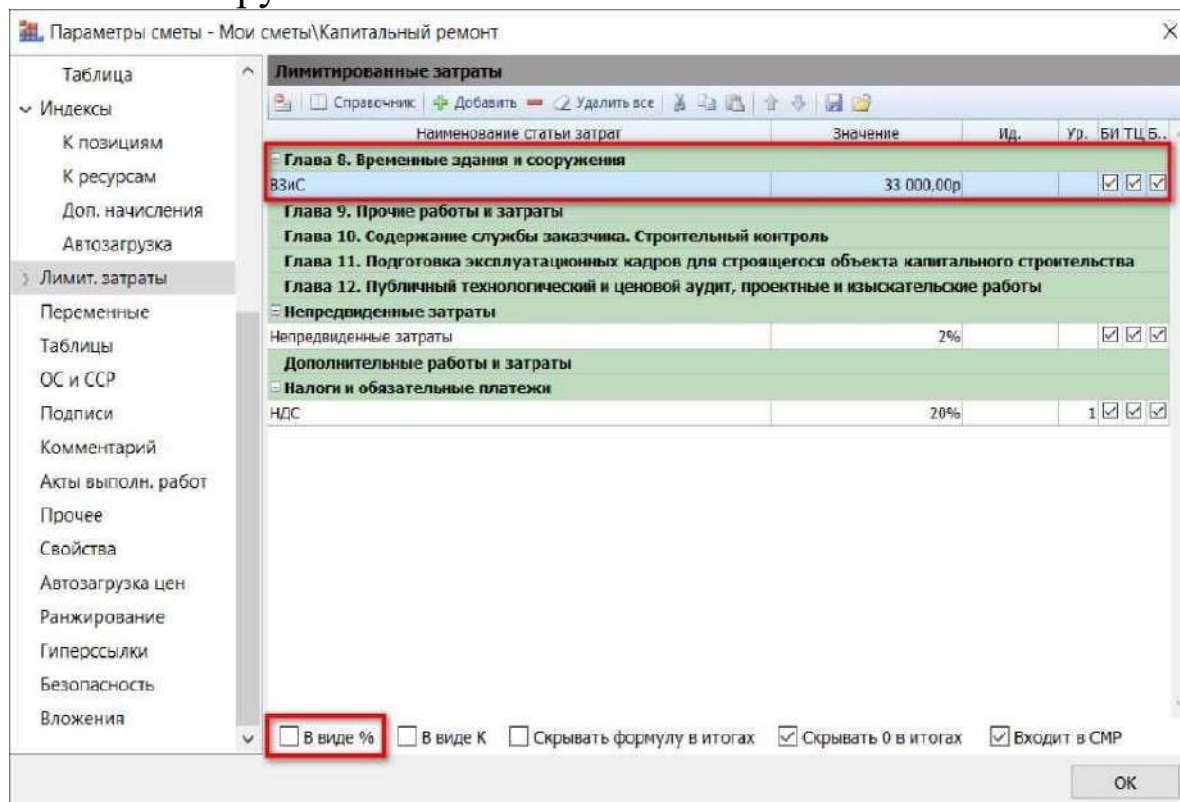 Параметры сметы - Мои сметы\Капитальный ремонт
Таблица
Индексы
К позициям
К ресурсам
Доп. начисления
Автозагрузка
Лимит. затраты
Переменные
Таблицы
ОС и ССР
Подписи
Комментарий
Акты выполн. работ
Прочее
Свойства
Автозагрузка цен
Ранжирование
Гиперссылки
Безопасность
Вложения
Лимитированные затраты
Справочник Добавить Удалить все
Наименование статьи затрат Значение Ид. Ур. БИ ТЦ Б..
Глава 8. Временные здания и сооружения
ВЗиС 33 000,00р
Глава 9. Прочие работы и затраты
Глава 10. Содержание службы заказчика. Строительный контроль
Глава 11. Подготовка эксплуатационных кадров для строящегося объекта капитального строительства
Глава 12. Публичный технологический и ценовой аудит, проектные и изыскательские работы
Непредвиденные затраты
Непредвиденные затраты 2%
Дополнительные работы и затраты
Налоги и обязательные платежи
НДС 20% 1
В виде % В виде К Скрывать формулу в итогах Скрывать 0 в итогах Входит в СМР
ОК